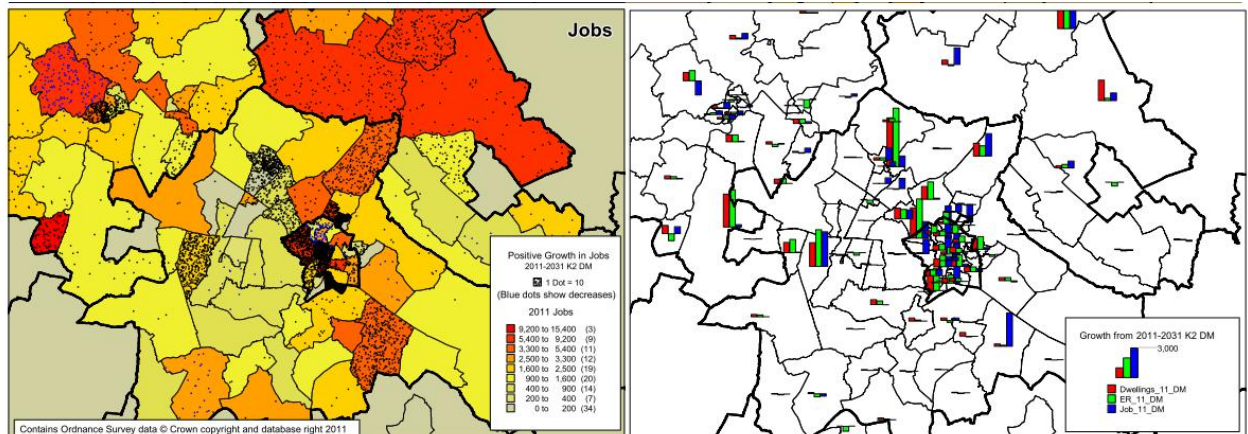 Jobs
Positive Growth in Jobs
2011-2031 K2 DM
1 Dot = 10
(Blue dots show decreases)
2011 Jobs
9,200 to 15,400 (3)
5,400 to 9,200 (9)
3,300 to 5,400 (11)
2,500 to 3,300 (12)
1,600 to 2,500 (19)
900 to 1,600 (20)
400 to 900 (14)
200 to 400 (7)
0 to 200 (34)
Contains Ordnance Survey data © Crown copyright and database right 2011
Growth from 2011-2031 K2 DM
3,000
Dwellings_11_DM
ER_11_DM
Job_11_DM